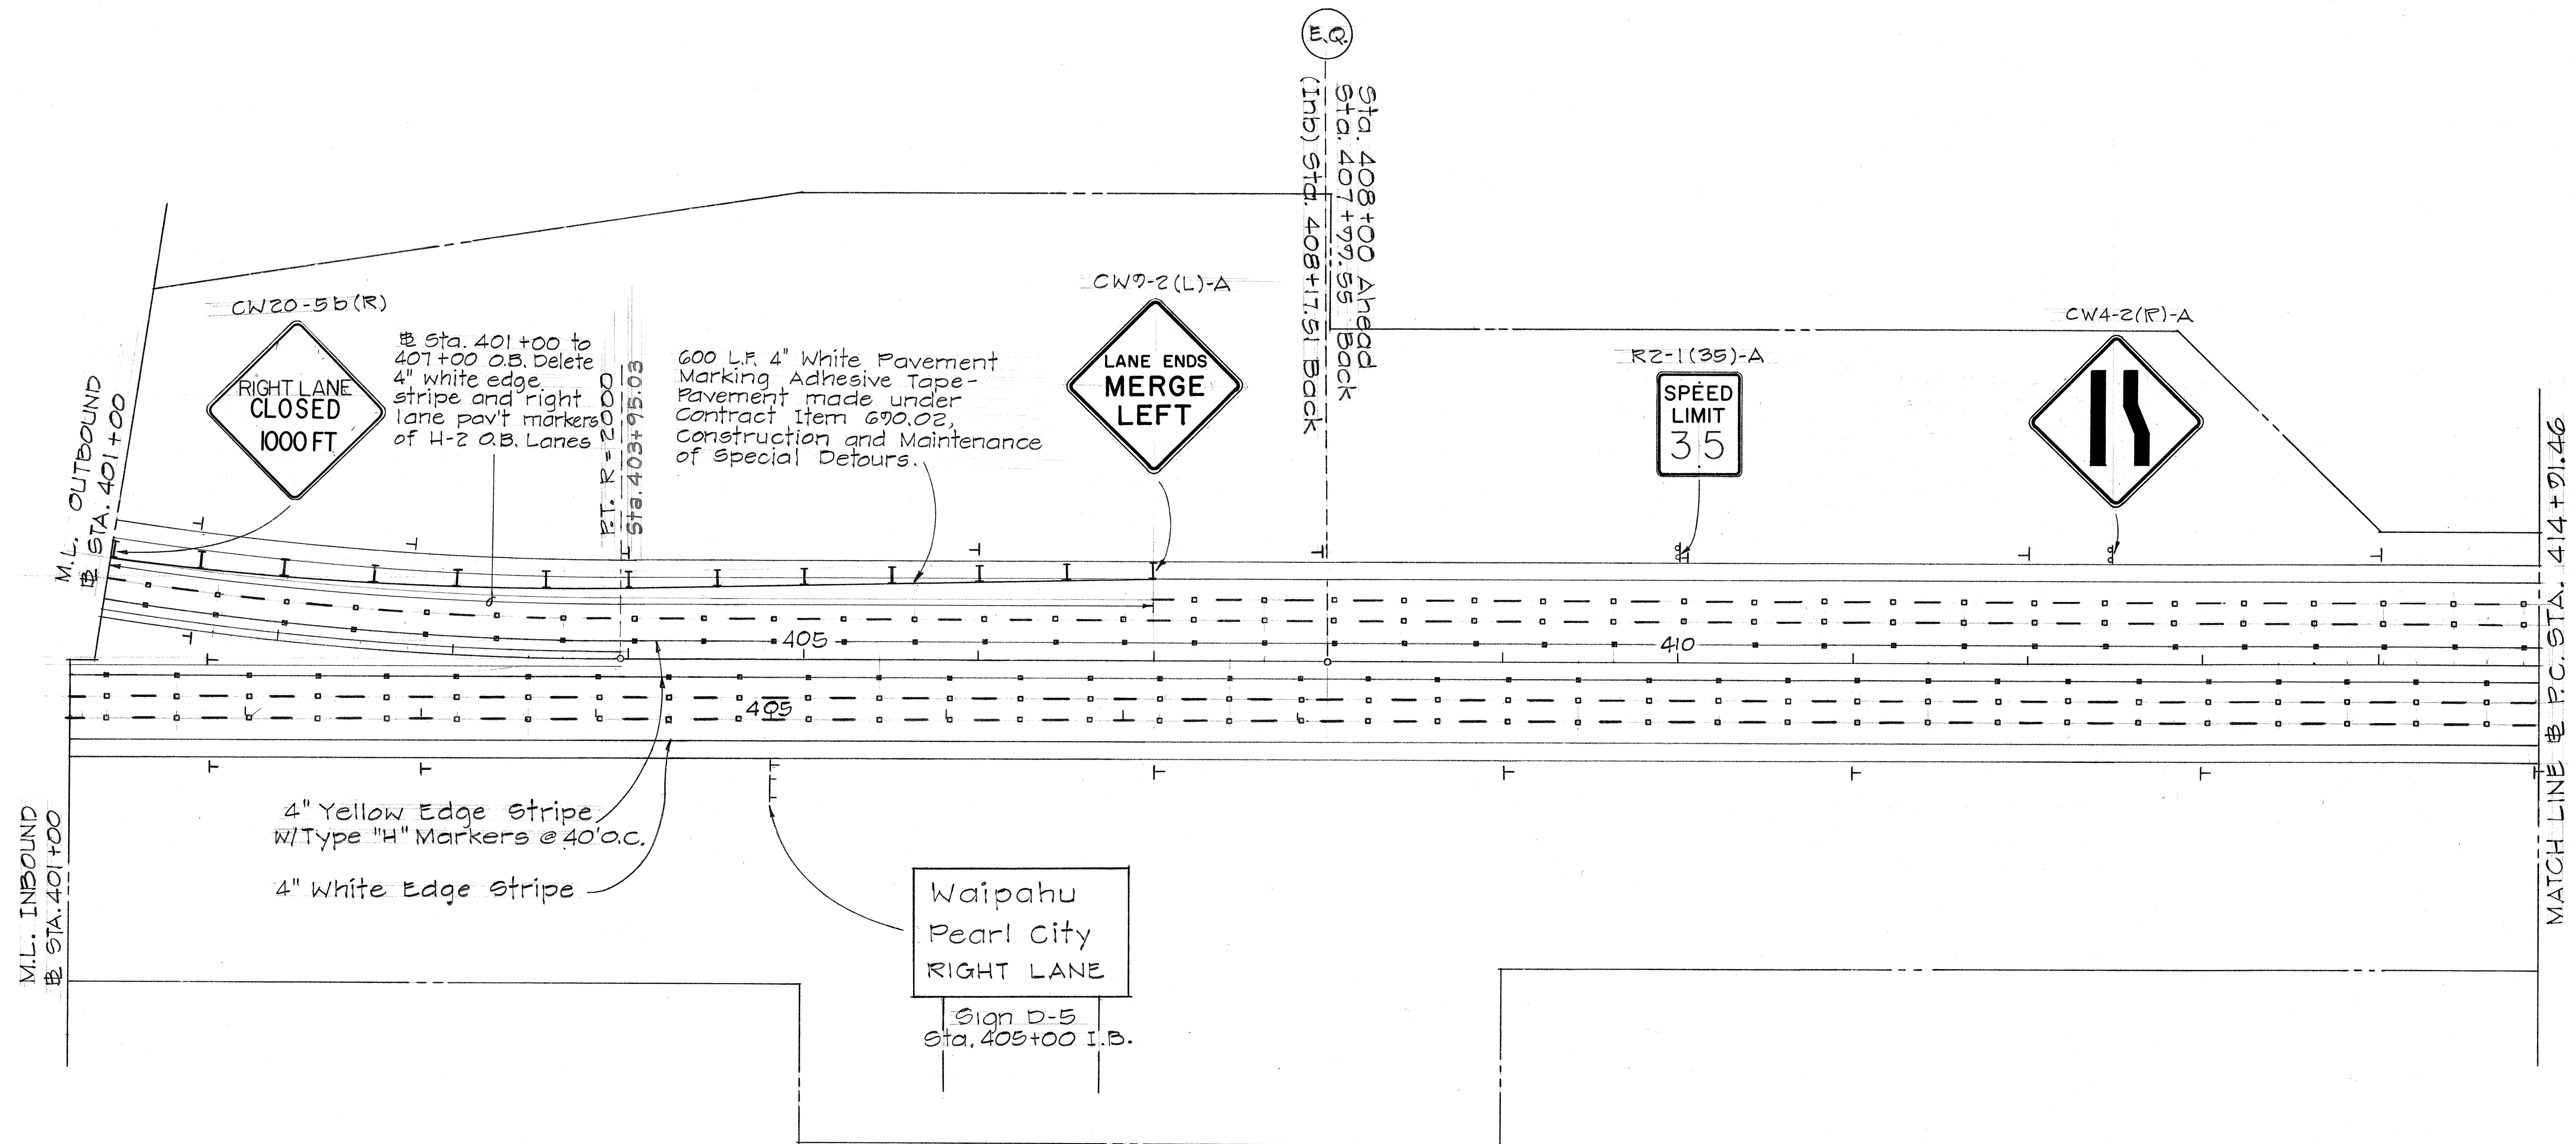 E.Q.
Sta. 408+00 Ahead
Sta. 407+99.55 Back
(Inb) Sta. 408+17.51 Back
CW20-5b(R)
RIGHT LANE
CLOSED
1000 FT
BL Sta. 401+00 to
407+00 O.B. Delete
4" white edge
stripe and right
lane pav't markers
of H-2 O.B. Lanes
P.T. R=2000
Sta. 403+95.03
600 L.F. 4" White Pavement
Marking Adhesive Tape-
Pavement made under
Contract Item 690.02,
Construction and Maintenance
of Special Detours.
CW9-2(L)-A
LANE ENDS
MERGE
LEFT
R2-1(35)-A
SPEED
LIMIT
35
CW4-2(R)-A
M.L. OUTBOUND
BL STA. 401+00
405
410
405
4" Yellow Edge Stripe
W/Type "H" Markers @ 40' O.C.
4" White Edge Stripe
Waipahu
Pearl City
RIGHT LANE
Sign D-5
Sta. 405+00 I.B.
M.L. INBOUND
BL STA. 401+00
MATCH LINE BL P.C. STA. 414+91.46